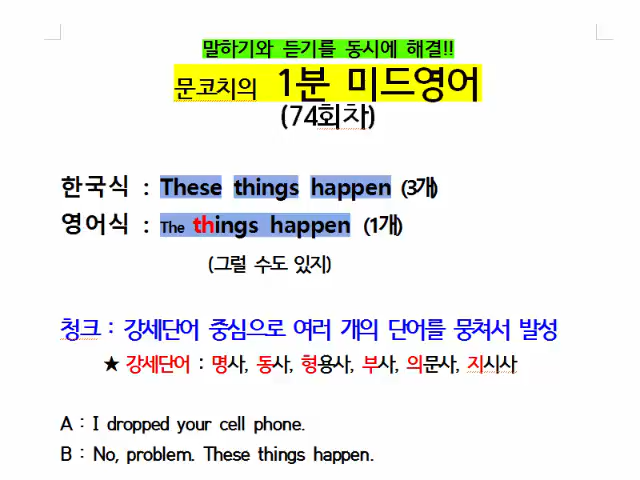 말하기와 듣기를 동시에 해결!!
문코치의 1분 미드영어
(74회차)
한국식 : These things happen (3개)
영어식 : The things happen (1개)
(그럴 수도 있지)
청크 : 강세단어 중심으로 여러 개의 단어를 뭉쳐서 발성
★ 강세단어 : 명사, 동사, 형용사, 부사, 의문사, 지시사
A : I dropped your cell phone.
B : No, problem. These things happen.